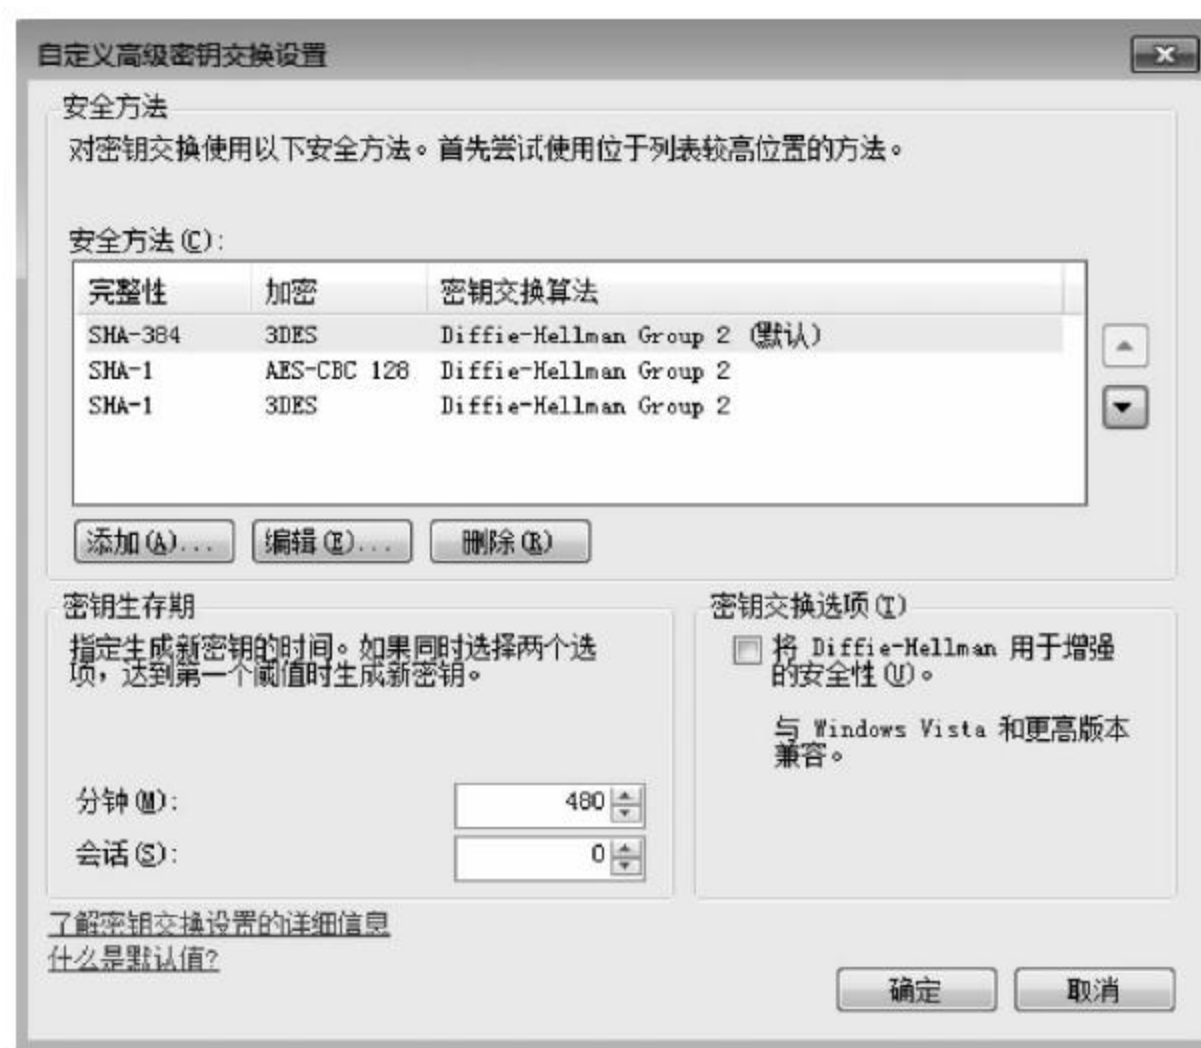 自定义高级密钥交换设置
安全方法
对密钥交换使用以下安全方法。首先尝试使用位于列表较高位置的方法。
安全方法(C):
完整性 加密 密钥交换算法
SHA-384 3DES Diffie-Hellman Group 2 (默认)
SHA-1 AES-CBC 128 Diffie-Hellman Group 2
SHA-1 3DES Diffie-Hellman Group 2
添加(A)... 编辑(E)... 删除(R)
密钥生存期
指定生成新密钥的时间。如果同时选择两个选
项，达到第一个阈值时生成新密钥。
分钟(M): 480
会话(S): 0
密钥交换选项(T)
将 Diffie-Hellman 用于增强
的安全性(U)。
与 Windows Vista 和更高版本
兼容。
了解密钥交换设置的详细信息
什么是默认值?
确定 取消